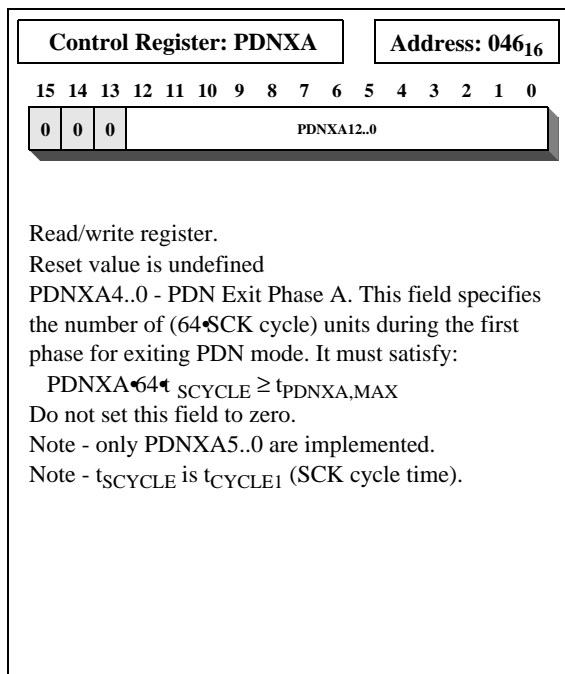 Control Register: PDNXA
Address: 046₁₆
15 14 13 12 11 10 9 8 7 6 5 4 3 2 1 0
0 0 0 PDNXA12..0
Read/write register.
Reset value is undefined
PDNXA4..0 - PDN Exit Phase A. This field specifies
the number of (64•SCK cycle) units during the first
phase for exiting PDN mode. It must satisfy:
PDNXA•64•t SCYCLE ≥ tPDNXA,MAX
Do not set this field to zero.
Note - only PDNXA5..0 are implemented.
Note - tSCYCLE is tCYCLE1 (SCK cycle time).